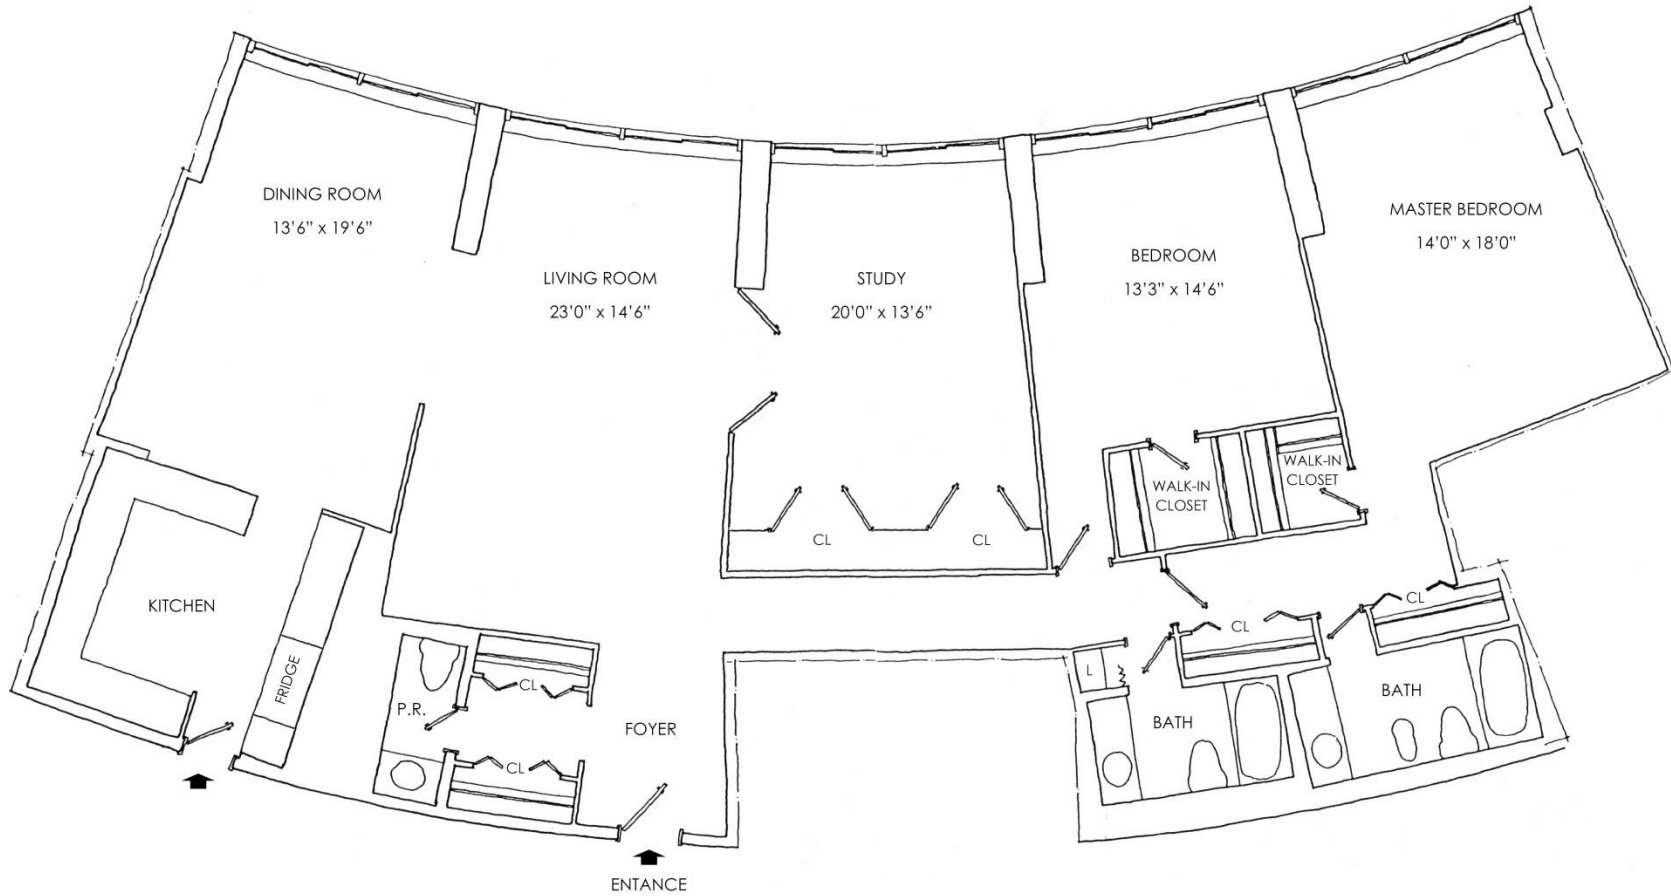 DINING ROOM
13'6" x 19'6"
LIVING ROOM
23'0" x 14'6"
STUDY
20'0" x 13'6"
BEDROOM
13'3" x 14'6"
MASTER BEDROOM
14'0" x 18'0"
WALK-IN
CLOSET
WALK-IN
CLOSET
CL
CL
KITCHEN
FRIDGE
P.R.
CL
CL
FOYER
L
CL
CL
BATH
BATH
ENTANCE